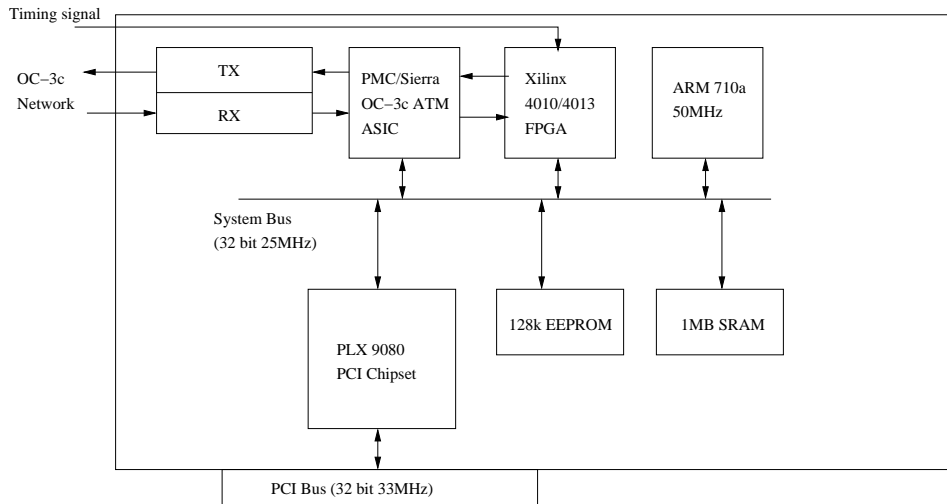 Timing signal
OC−3c
Network
TX
RX
PMC/Sierra
OC−3c ATM
ASIC
Xilinx
4010/4013
FPGA
ARM 710a
50MHz
System Bus
(32 bit 25MHz)
PLX 9080
PCI Chipset
128k EEPROM
1MB SRAM
PCI Bus (32 bit 33MHz)